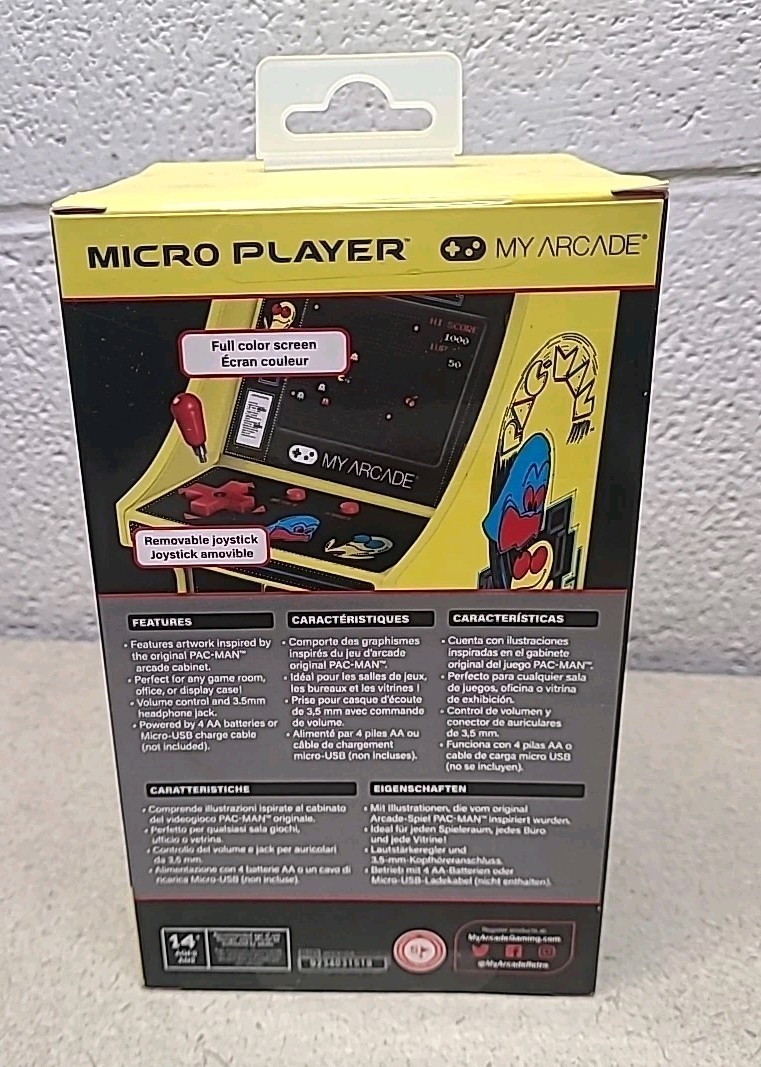 MICRO PLAYER™
MY ARCADE®
Full color screen
Écran couleur
HI SCORE
1000
1UP
50
PAC-MAN
MY ARCADE
Removable joystick
Joystick amovible
FEATURES
• Features artwork inspired by
the original PAC-MAN™
arcade cabinet.
• Perfect for any game room,
office, or display case!
• Volume control and 3.5mm
headphone jack.
• Powered by 4 AA batteries or
Micro-USB charge cable
(not included).
CARACTÉRISTIQUES
• Comporte des graphismes
inspirés du jeu d'arcade
original PAC-MAN™.
• Idéal pour les salles de jeux,
les bureaux et les vitrines !
• Prise pour casque d'écoute
de 3,5 mm avec commande
de volume.
• Alimenté par 4 piles AA ou
câble de chargement
micro-USB (non incluses).
CARACTERÍSTICAS
• Cuenta con ilustraciones
inspiradas en el gabinete
original del juego PAC-MAN™.
• Perfecto para cualquier sala
de juegos, oficina o vitrina
de exhibición.
• Control de volumen y
conector de auriculares
de 3,5 mm.
• Funciona con 4 pilas AA o
cable de carga micro USB
(no se incluyen).
CARATTERISTICHE
• Comprende illustrazioni ispirate al cabinato
del videogioco PAC-MAN™ originale.
• Perfetto per qualsiasi sala giochi,
ufficio o vetrina.
• Controllo del volume e jack per auricolari
da 3,5 mm.
• Alimentazione con 4 batterie AA o un cavo di
ricarica Micro-USB (non incluse).
EIGENSCHAFTEN
• Mit Illustrationen, die vom original
Arcade-Spiel PAC-MAN™ inspiriert wurden.
• Ideal für jeden Spieleraum, jedes Büro
und jede Vitrine!
• Lautstärkeregler und
3,5-mm-Kopfhöreranschluss.
• Betrieb mit 4 AA-Batterien oder
Micro-USB-Ladekabel (nicht enthalten).
14+
AGES
Register products at:
MyArcadeGaming.com
@MyArcadeRetro